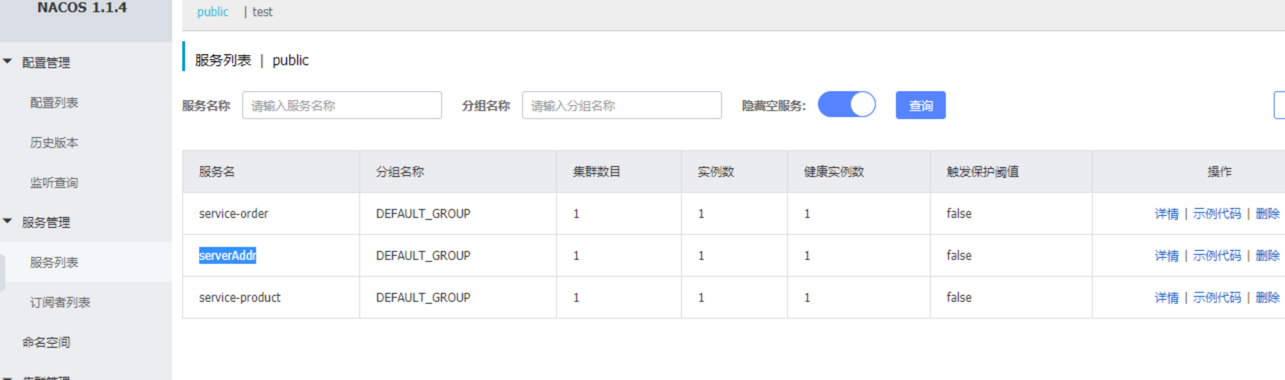 NACOS 1.1.4
public | test
配置管理
配置列表
历史版本
监听查询
服务管理
服务列表
订阅者列表
命名空间
集群管理
服务列表 | public
服务名称 请输入服务名称 分组名称 请输入分组名称 隐藏空服务: 查询
服务名 分组名称 集群数目 实例数 健康实例数 触发保护阈值 操作
service-order DEFAULT_GROUP 1 1 1 false 详情 | 示例代码 | 删除
serverAddr DEFAULT_GROUP 1 1 1 false 详情 | 示例代码 | 删除
service-product DEFAULT_GROUP 1 1 1 false 详情 | 示例代码 | 删除